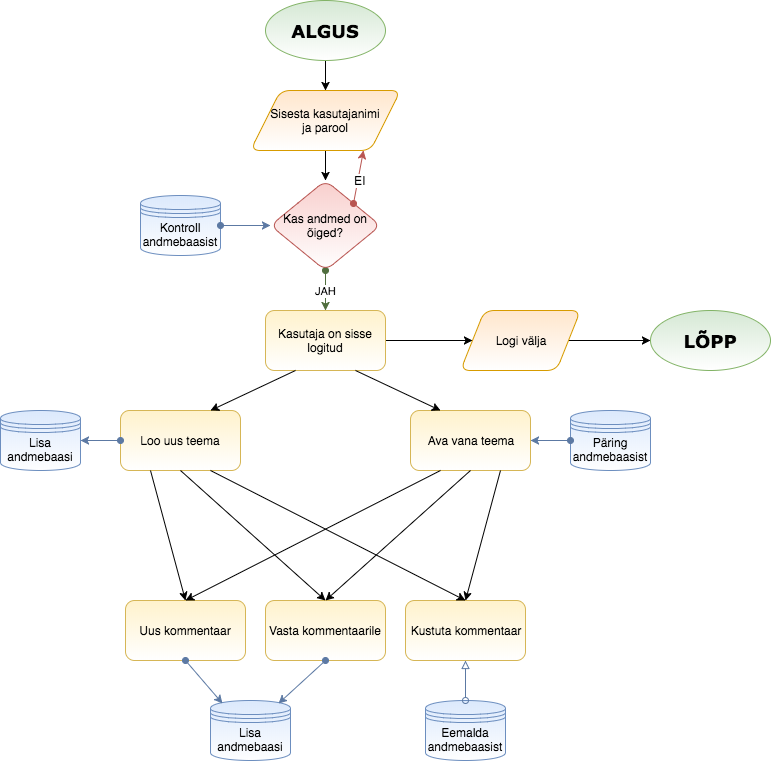 ALGUS
Sisesta kasutajanimi
ja parool
EI
Kas andmed on
õiged?
Kontroll
andmebaasist
JAH
Kasutaja on sisse
logitud
Logi välja
LÕPP
Lisa
andmebaasi
Loo uus teema
Ava vana teema
Päring
andmebaasist
Uus kommentaar
Vasta kommentaarile
Kustuta kommentaar
Lisa
andmebaasi
Eemalda
andmebaasist